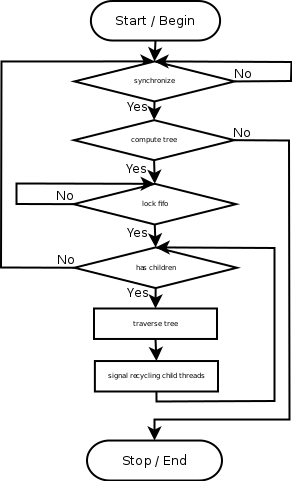 Start / Begin
synchronize
No
Yes
compute tree
No
Yes
lock fifo
No
Yes
has children
No
Yes
traverse tree
signal recycling child threads
Stop / End